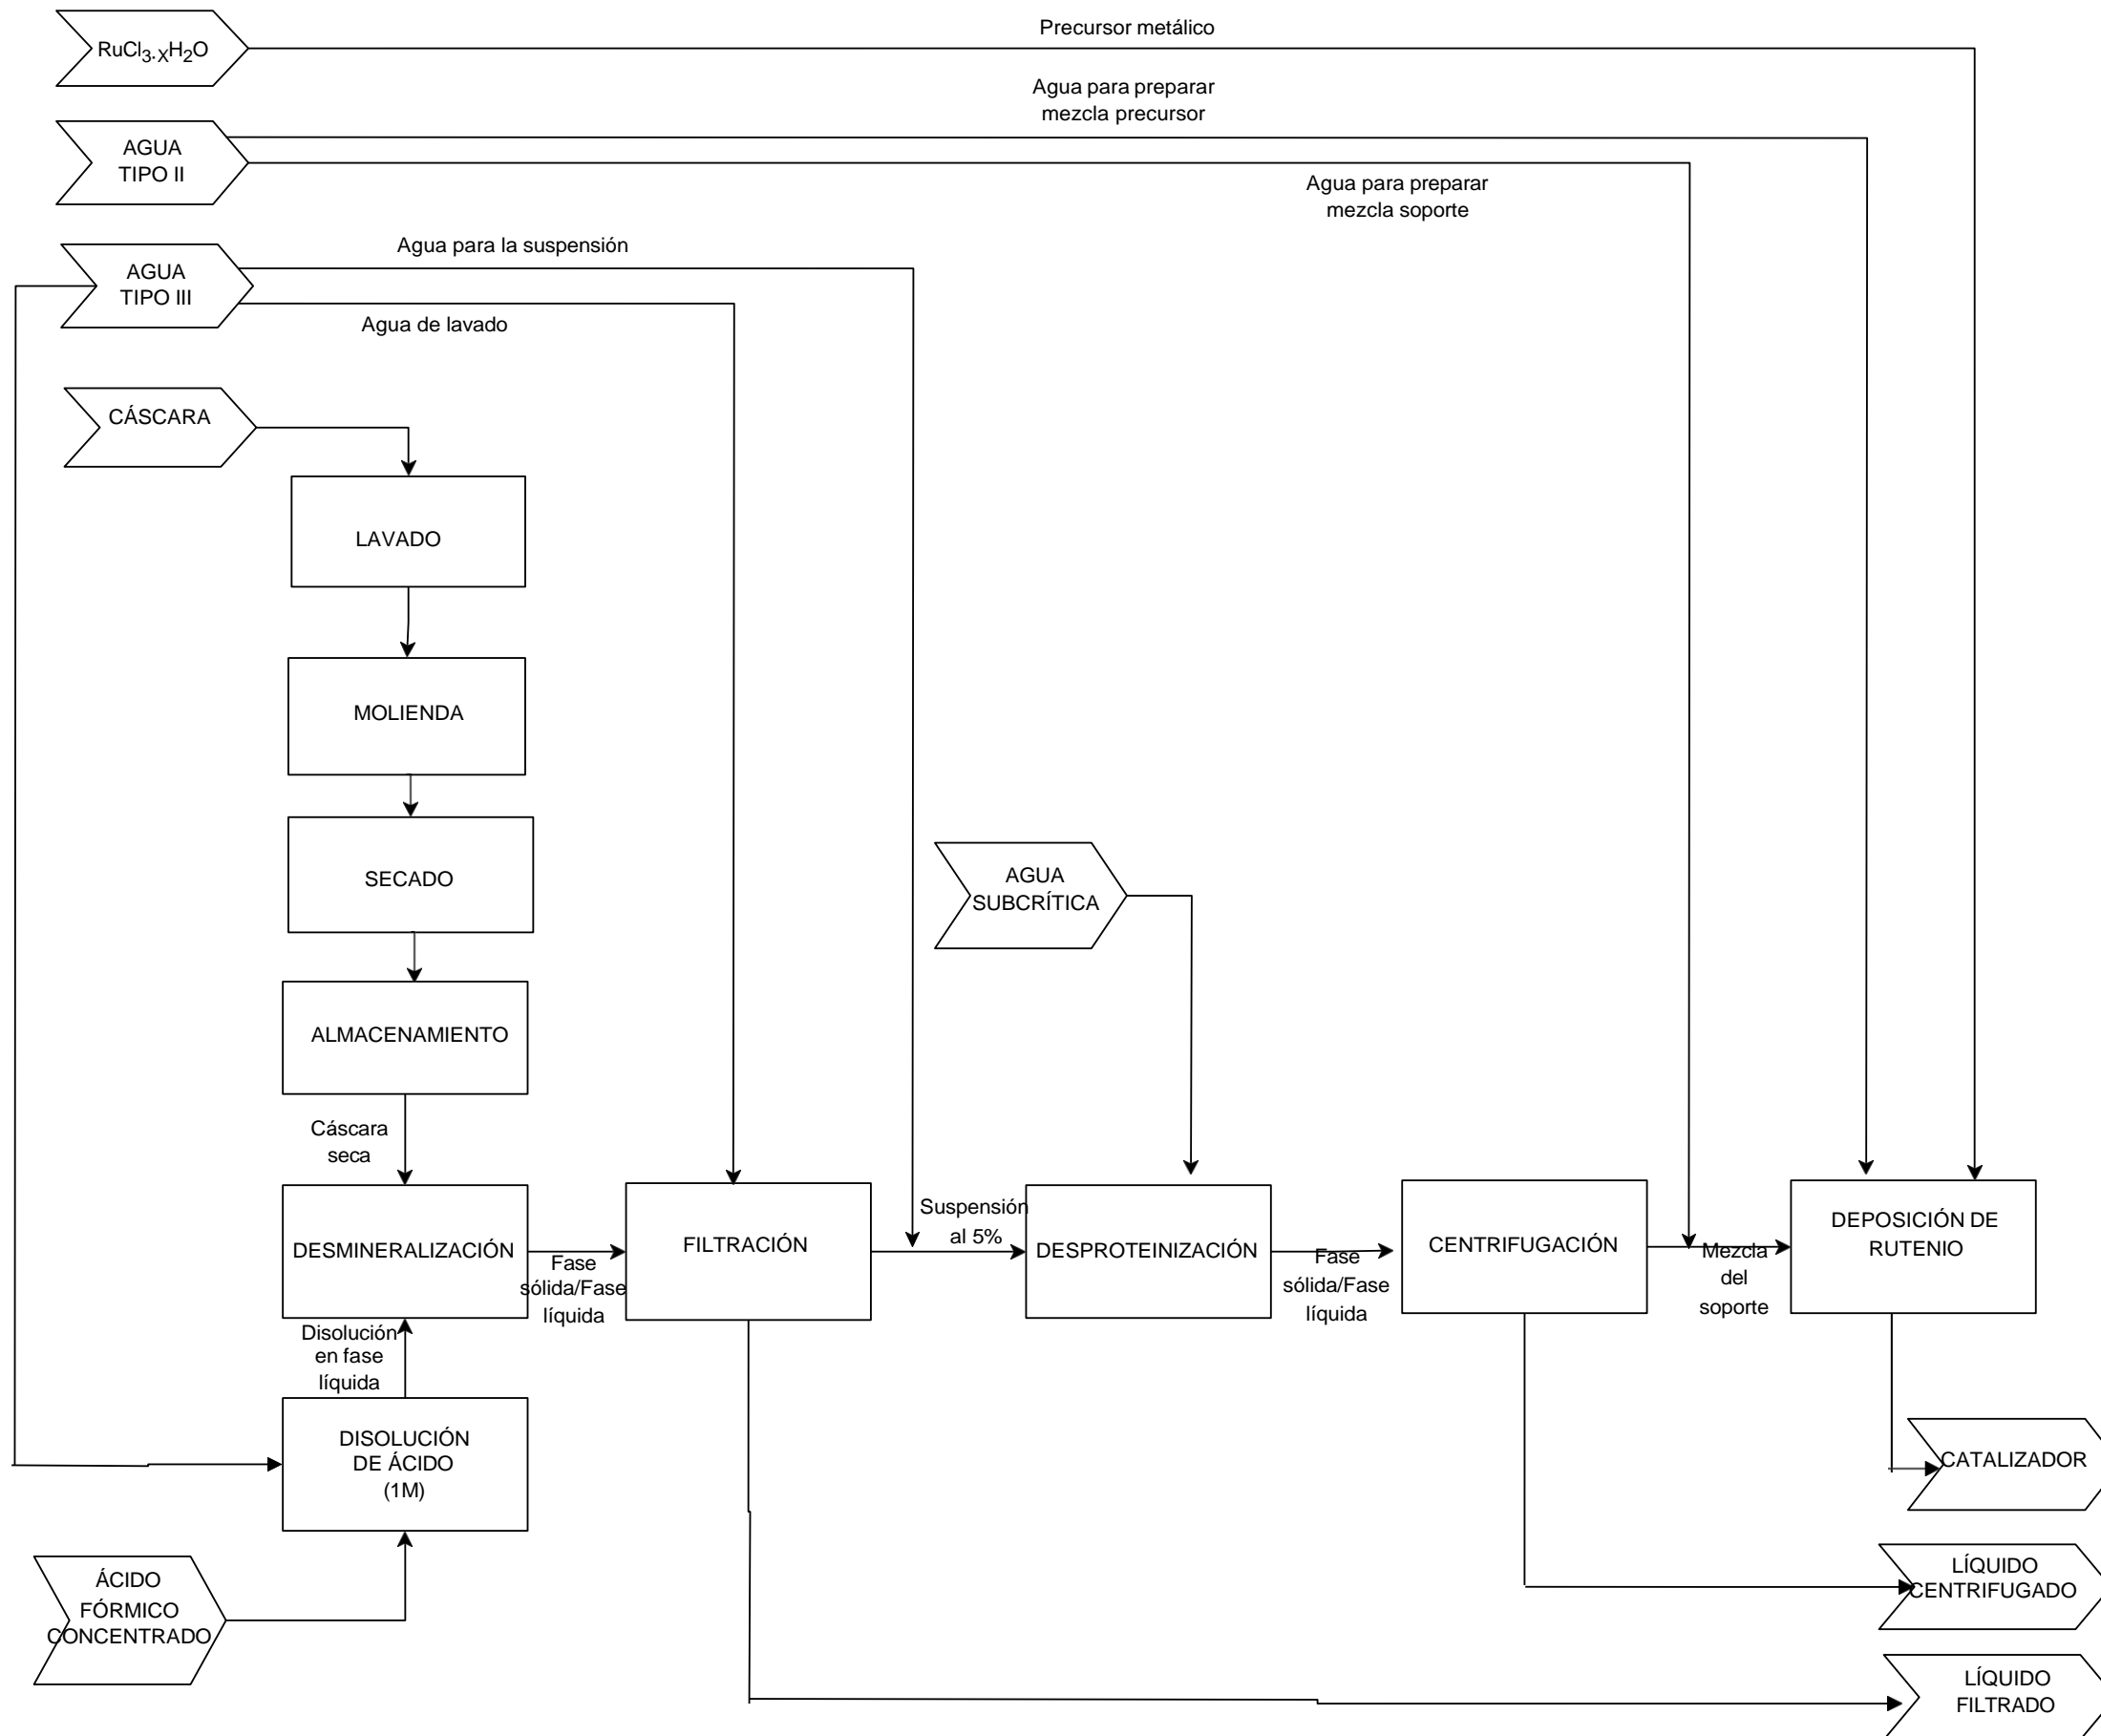 Precursor metálico
RuCl3.XH2O
Agua para preparar
mezcla precursor
AGUA
TIPO II
Agua para preparar
mezcla soporte
Agua para la suspensión
AGUA
TIPO III
Agua de lavado
CÁSCARA
LAVADO
MOLIENDA
SECADO
AGUA
SUBCRÍTICA
ALMACENAMIENTO
Cáscara
seca
DESMINERALIZACIÓN
Fase
sólida/Fase
líquida
FILTRACIÓN
Suspensión
al 5%
DESPROTEINIZACIÓN
Fase
sólida/Fase
líquida
CENTRIFUGACIÓN
Mezcla
del
soporte
DEPOSICIÓN DE
RUTENIO
Disolución
en fase
líquida
DISOLUCIÓN
DE ÁCIDO
(1M)
CATALIZADOR
ÁCIDO
FÓRMICO
CONCENTRADO
LÍQUIDO
CENTRIFUGADO
LÍQUIDO
FILTRADO